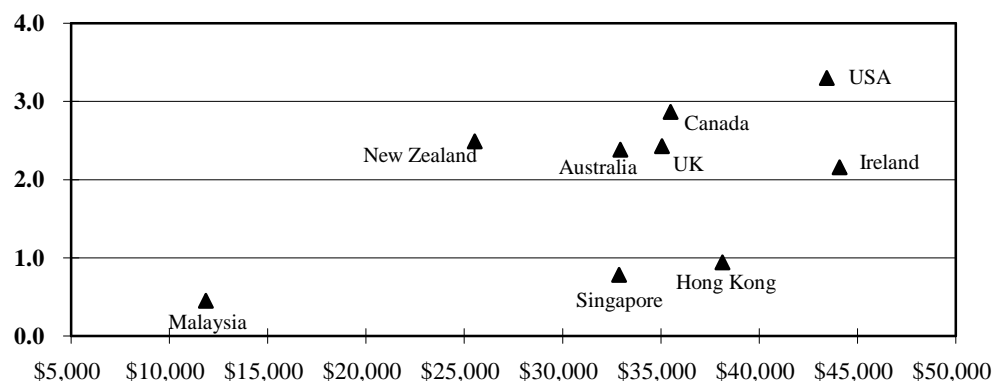 4.0
USA
3.0
Canada
New Zealand
Australia
UK
Ireland
2.0
1.0
Hong Kong
Singapore
Malaysia
0.0
$5,000 $10,000 $15,000 $20,000 $25,000 $30,000 $35,000 $40,000 $45,000 $50,000